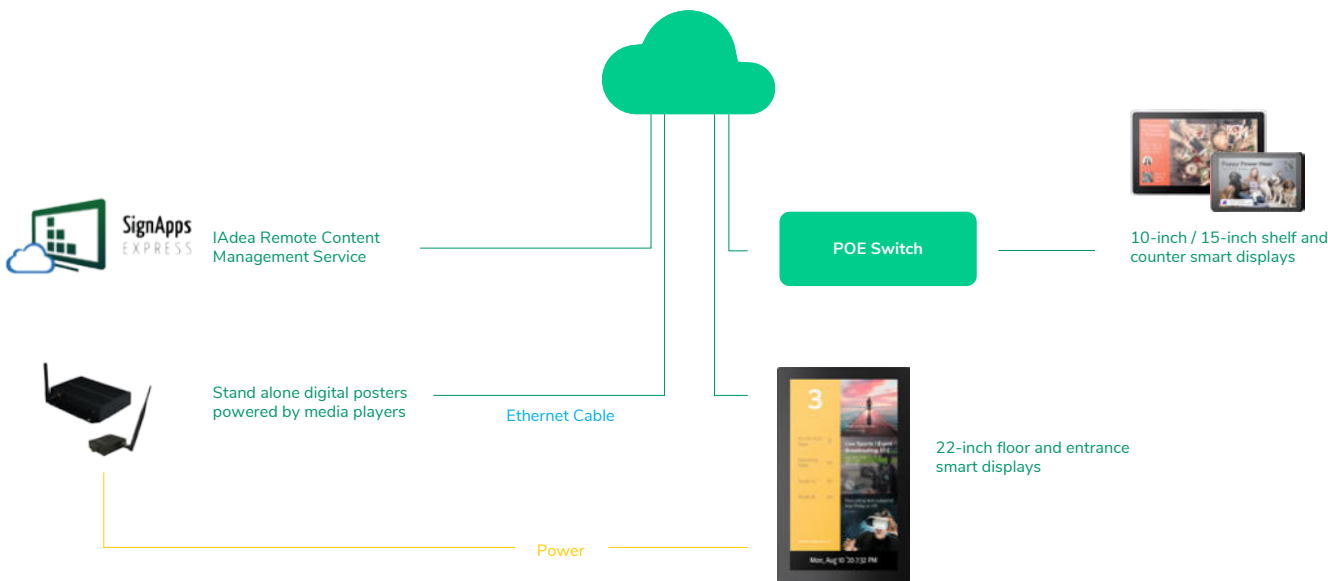 SignApps
EXPRESS
IAdea Remote Content
Management Service
POE Switch
10-inch / 15-inch shelf and
counter smart displays
Stand alone digital posters
powered by media players
Ethernet Cable
3
22-inch floor and entrance
smart displays
Power
Mon, Aug 10 '20 7:32 PM